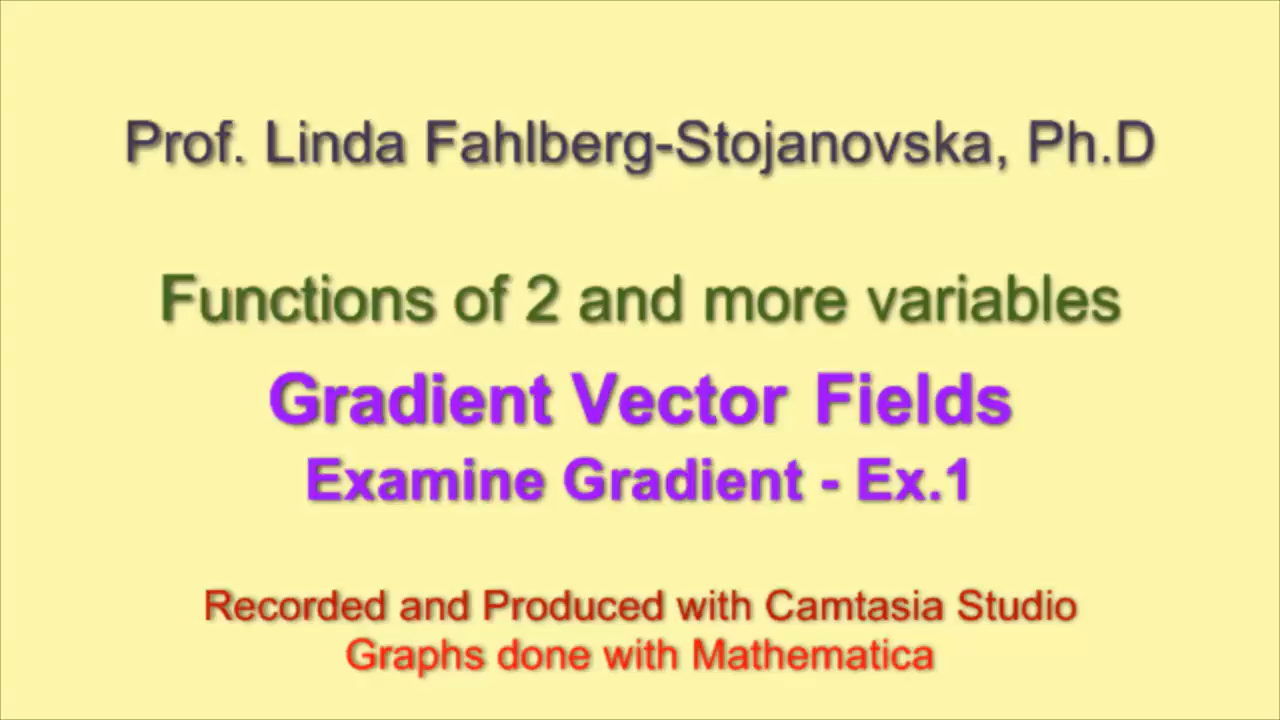 Prof. Linda Fahlberg-Stojanovska, Ph.D
Functions of 2 and more variables
Gradient Vector Fields
Examine Gradient - Ex.1
Recorded and Produced with Camtasia Studio
Graphs done with Mathematica